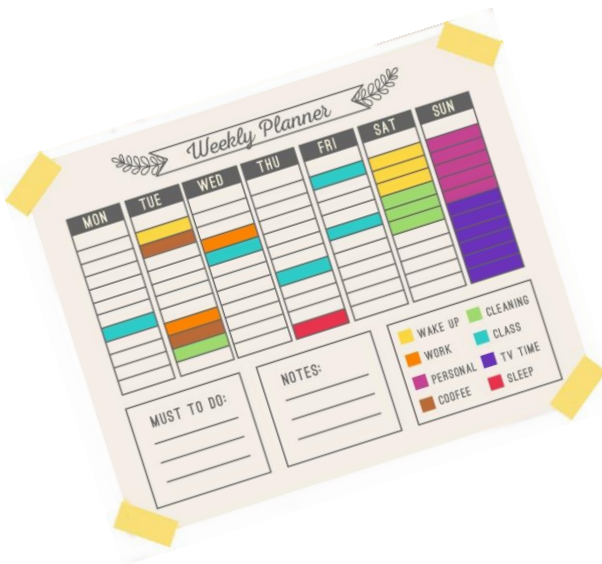 Weekly Planner
MON TUE WED THU FRI SAT SUN
MUST TO DO:
NOTES:
WAKE UP
WORK
PERSONAL
COOFEE
CLEANING
CLASS
TV TIME
SLEEP